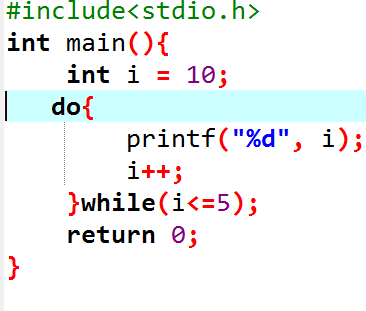 #include<stdio.h>
int main(){
    int i = 10;
   do{
        printf("%d", i);
        i++;
    }while(i<=5);
    return 0;
}